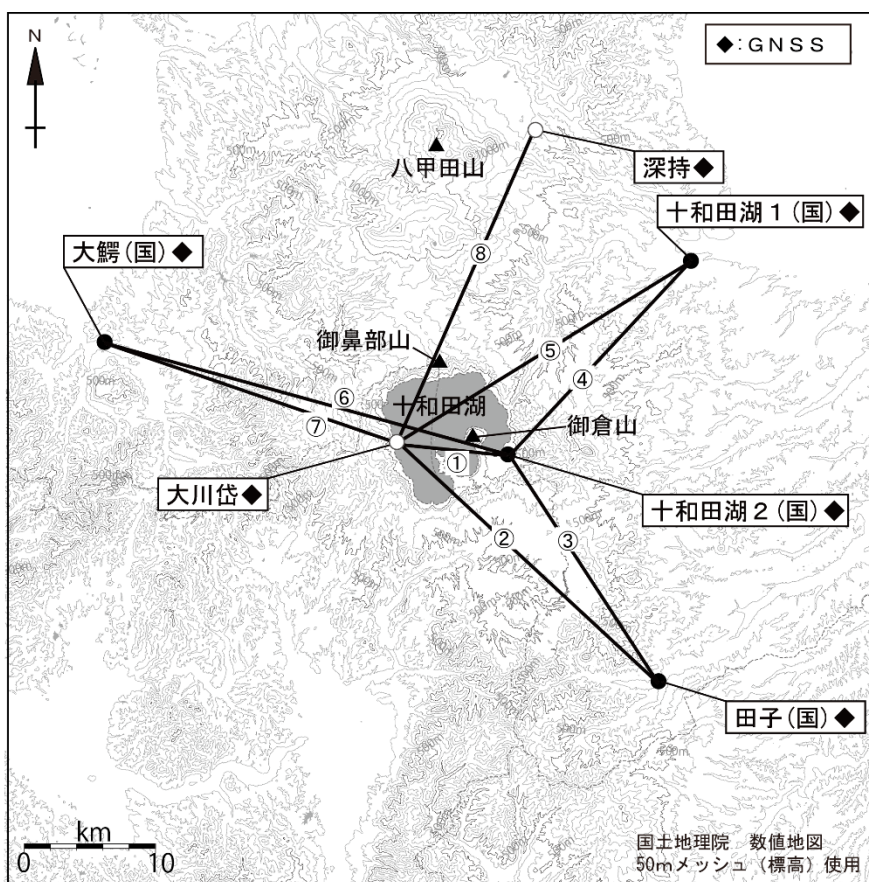 N
◆:GNSS
八甲田山
深持◆
十和田湖1(国)◆
大鰐(国)◆
⑧
御鼻部山
⑤
④
⑥
十和田湖
⑦
御倉山
①
大川岱◆
十和田湖2(国)◆
②
③
田子(国)◆
km
0 10
国土地理院 数値地図
50mメッシュ(標高)使用
500m
1000m